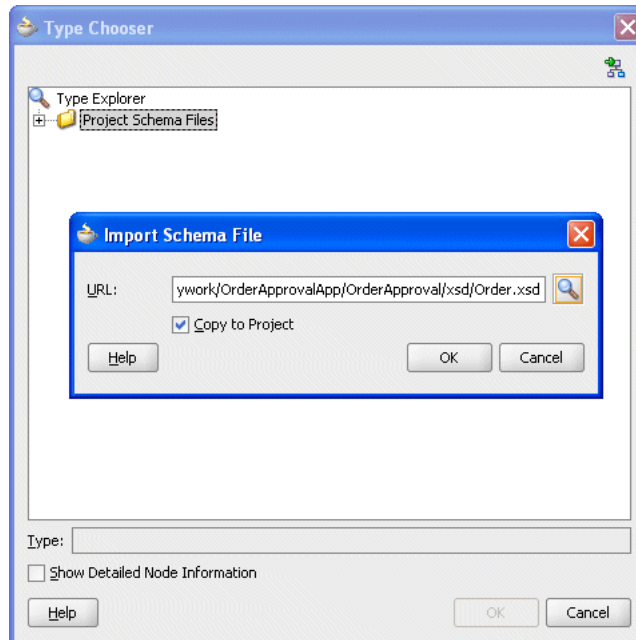 Type Chooser
Type Explorer
Project Schema Files
Import Schema File
URL: ywork/OrderApprovalApp/OrderApproval/xsd/Order.xsd
Copy to Project
Help OK Cancel
Type:
Show Detailed Node Information
Help OK Cancel